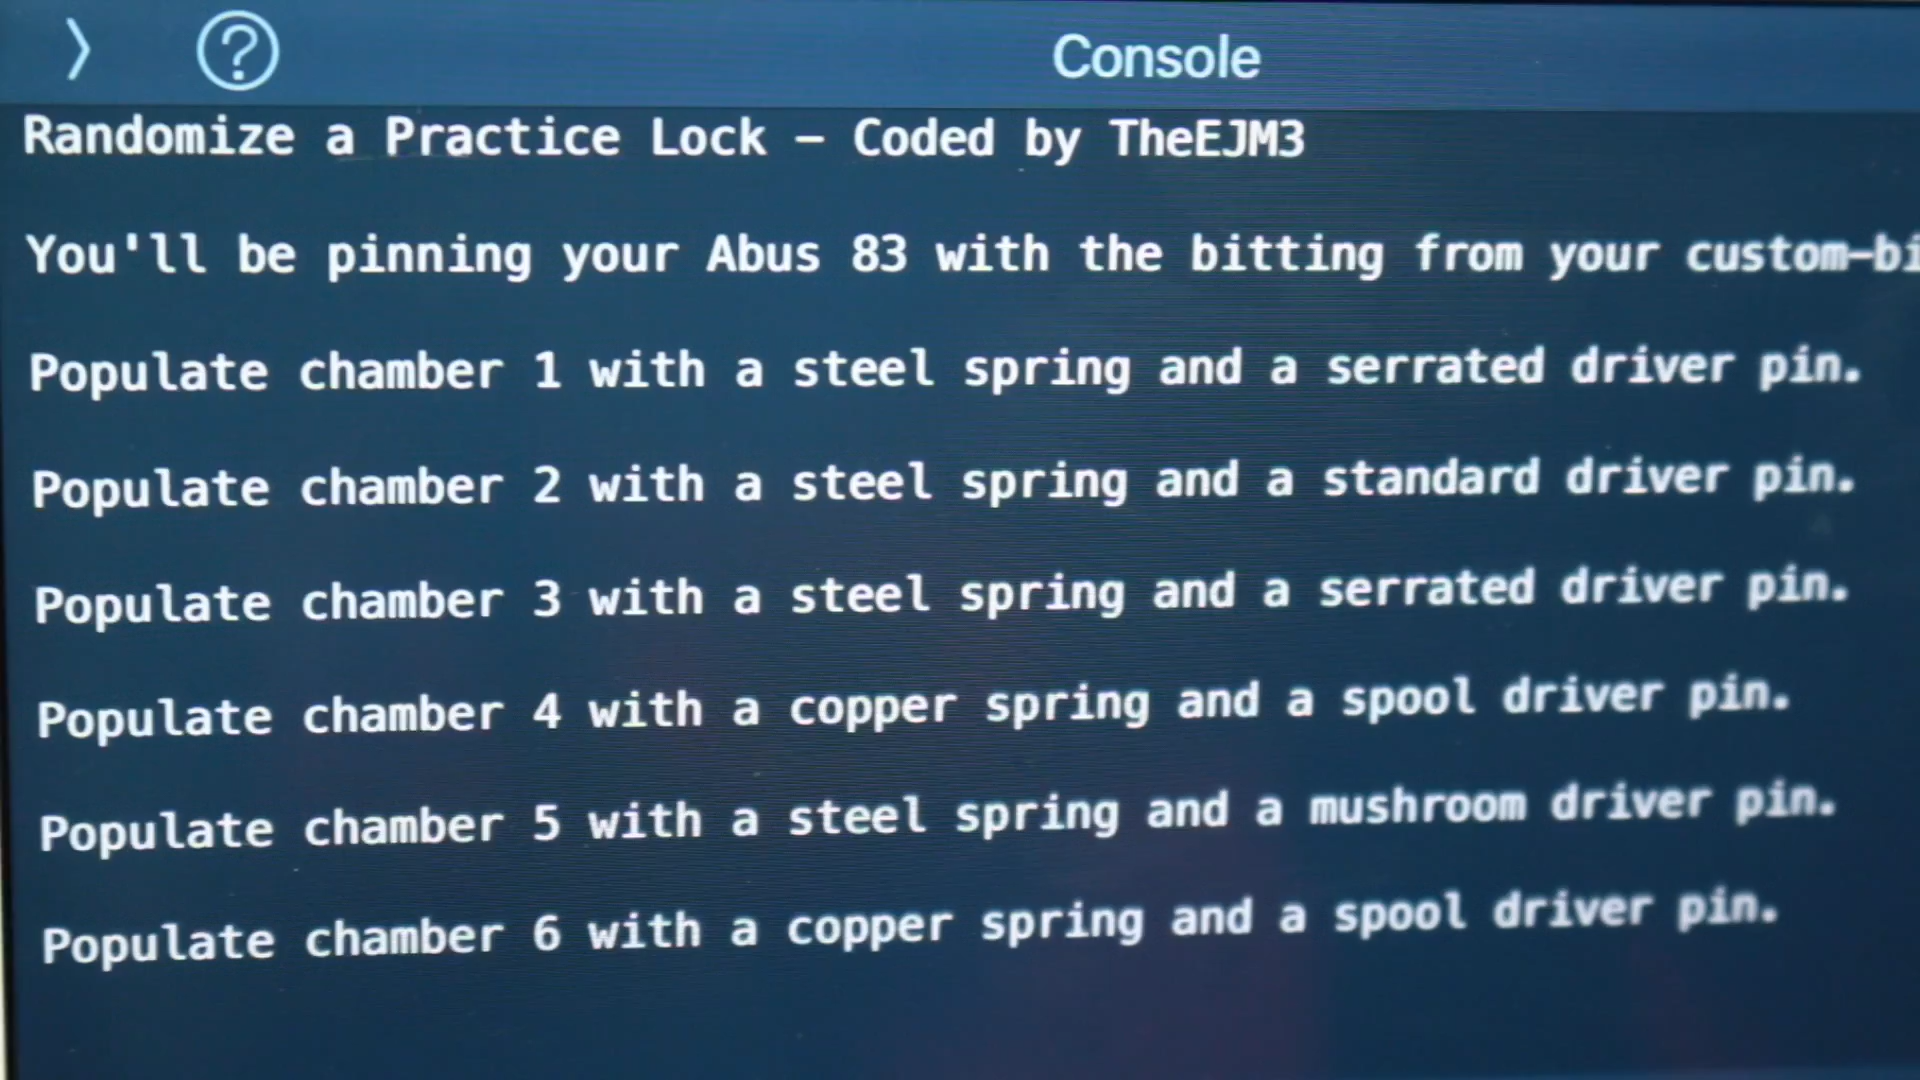 Console
Randomize a Practice Lock – Coded by TheEJM3
You'll be pinning your Abus 83 with the bitting from your custom-bi
Populate chamber 1 with a steel spring and a serrated driver pin.
Populate chamber 2 with a steel spring and a standard driver pin.
Populate chamber 3 with a steel spring and a serrated driver pin.
Populate chamber 4 with a copper spring and a spool driver pin.
Populate chamber 5 with a steel spring and a mushroom driver pin.
Populate chamber 6 with a copper spring and a spool driver pin.